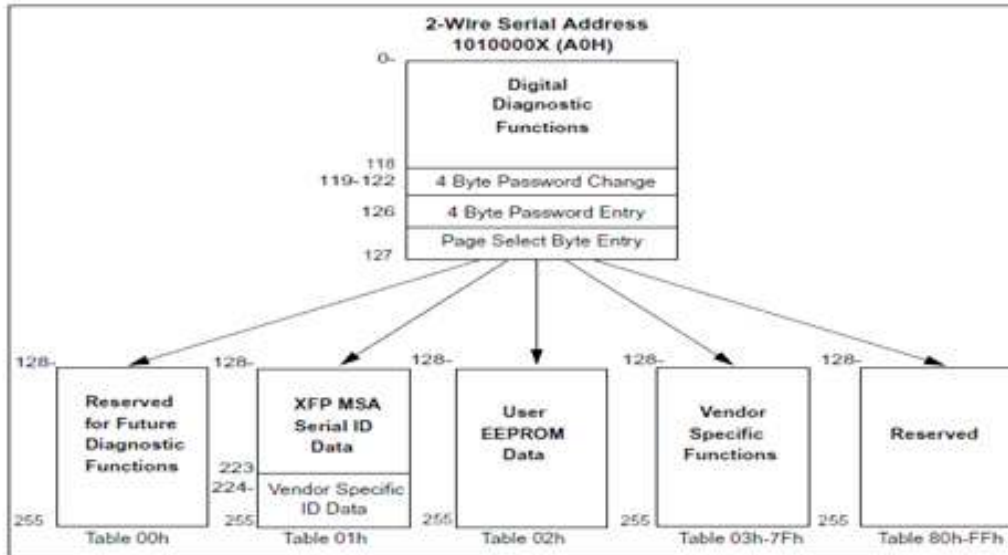 2-Wire Serial Address
1010000X (A0H)
0-
Digital
Diagnostic
Functions
118
119-122
4 Byte Password Change
126
4 Byte Password Entry
Page Select Byte Entry
127
128-
128-
128-
128-
128-
Reserved
for Future
Diagnostic
Functions
XFP MSA
Serial ID
Data
User
EEPROM
Data
Vendor
Specific
Functions
Reserved
223
224-
Vendor Specific
ID Data
255
255
255
255
255
Table 00h
Table 01h
Table 02h
Table 03h-7Fh
Table 80h-FFh